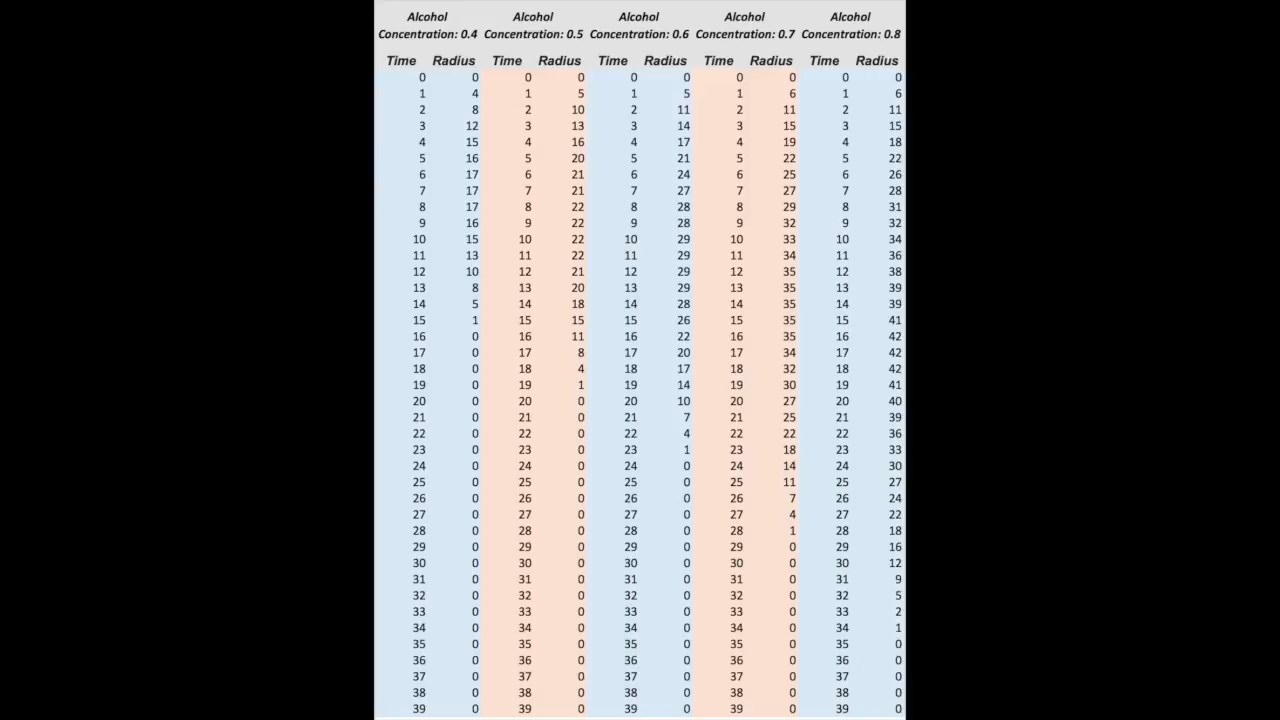 Alcohol Alcohol Alcohol Alcohol Alcohol
Concentration: 0.4 Concentration: 0.5 Concentration: 0.6 Concentration: 0.7 Concentration: 0.8
Time Radius Time Radius Time Radius Time Radius Time Radius
0 0 0 0 0 0 0 0 0 0
1 4 1 5 1 5 1 6 1 6
2 8 2 10 2 11 2 11 2 11
3 12 3 13 3 14 3 15 3 15
4 15 4 16 4 17 4 19 4 18
5 16 5 20 5 21 5 22 5 22
6 17 6 21 6 24 6 25 6 26
7 17 7 21 7 27 7 27 7 28
8 17 8 22 8 28 8 29 8 31
9 16 9 22 9 28 9 32 9 32
10 15 10 22 10 29 10 33 10 34
11 13 11 22 11 29 11 34 11 36
12 10 12 21 12 29 12 35 12 38
13 8 13 20 13 29 13 35 13 39
14 5 14 18 14 28 14 35 14 39
15 1 15 15 15 26 15 35 15 41
16 0 16 11 16 22 16 35 16 42
17 0 17 8 17 20 17 34 17 42
18 0 18 4 18 17 18 32 18 42
19 0 19 1 19 14 19 30 19 41
20 0 20 0 20 10 20 27 20 40
21 0 21 0 21 7 21 25 21 39
22 0 22 0 22 4 22 22 22 36
23 0 23 0 23 1 23 18 23 33
24 0 24 0 24 0 24 14 24 30
25 0 25 0 25 0 25 11 25 27
26 0 26 0 26 0 26 7 26 24
27 0 27 0 27 0 27 4 27 22
28 0 28 0 28 0 28 1 28 18
29 0 29 0 29 0 29 0 29 16
30 0 30 0 30 0 30 0 30 12
31 0 31 0 31 0 31 0 31 9
32 0 32 0 32 0 32 0 32 5
33 0 33 0 33 0 33 0 33 2
34 0 34 0 34 0 34 0 34 1
35 0 35 0 35 0 35 0 35 0
36 0 36 0 36 0 36 0 36 0
37 0 37 0 37 0 37 0 37 0
38 0 38 0 38 0 38 0 38 0
39 0 39 0 39 0 39 0 39 0